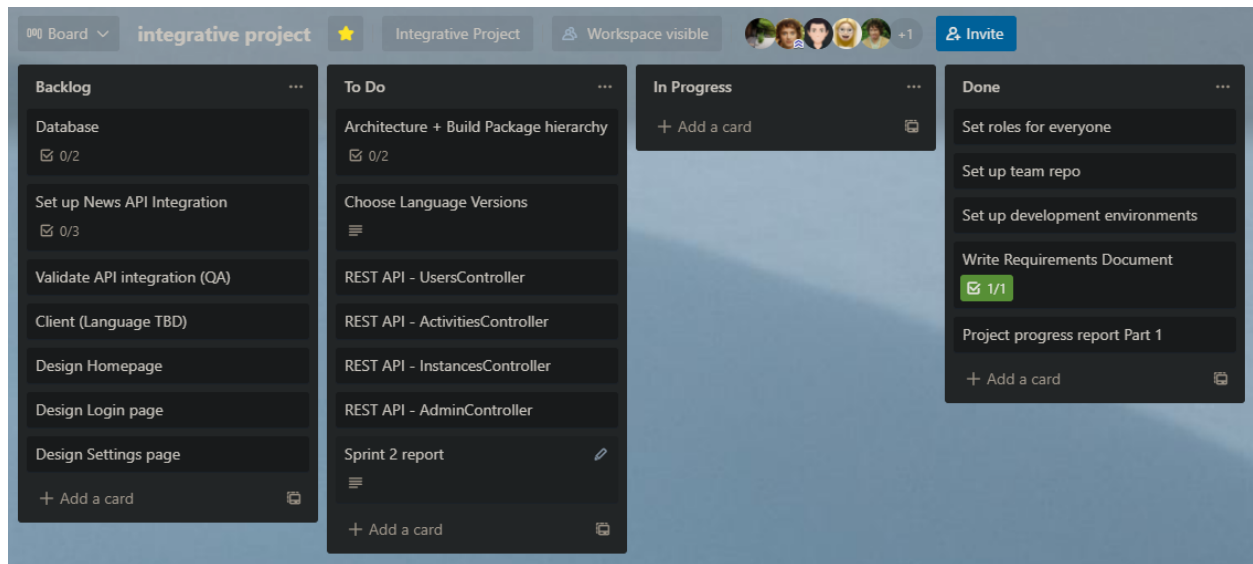 Board
integrative project
Integrative Project
Workspace visible
+1
Invite
Backlog
Database
0/2
Set up News API Integration
0/3
Validate API integration (QA)
Client (Language TBD)
Design Homepage
Design Login page
Design Settings page
+ Add a card
To Do
Architecture + Build Package hierarchy
0/2
Choose Language Versions
REST API - UsersController
REST API - ActivitiesController
REST API - InstancesController
REST API - AdminController
Sprint 2 report
+ Add a card
In Progress
+ Add a card
Done
Set roles for everyone
Set up team repo
Set up development environments
Write Requirements Document
1/1
Project progress report Part 1
+ Add a card